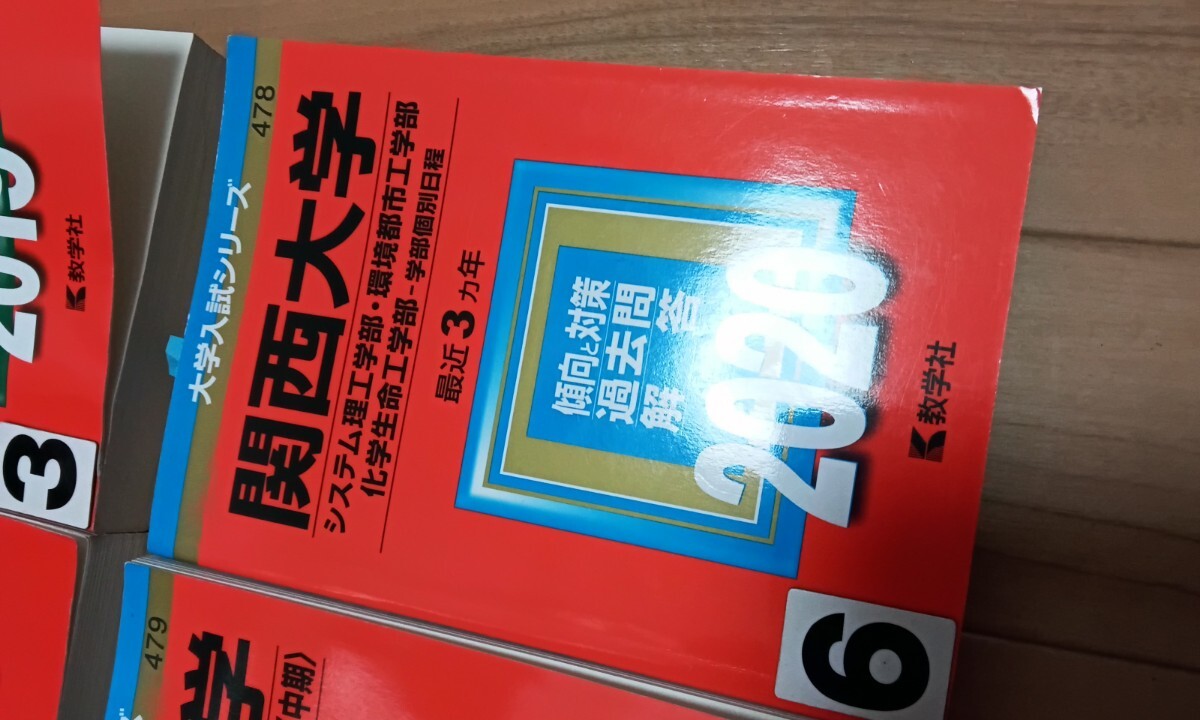 大学入試シリーズ
478
関西大学
システム理工学部・環境都市工学部
化学生命工学部-学部個別日程
最近3カ年
傾向と対策
過去問
解答
2020
教学社
6
2019
教学社
3
479
学
〈中期〉
ズ